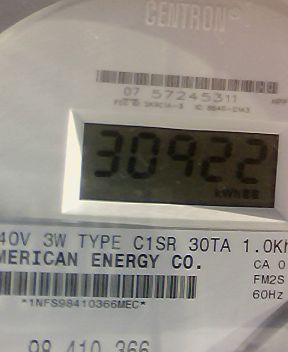 CENTRON
07 57245311
30922
kWh
40V 3W TYPE C1SR 30TA 1.0Kh
MERICAN ENERGY CO.
CA 0
FM2S
60Hz
*1NFS98410366MEC*
98 410 366